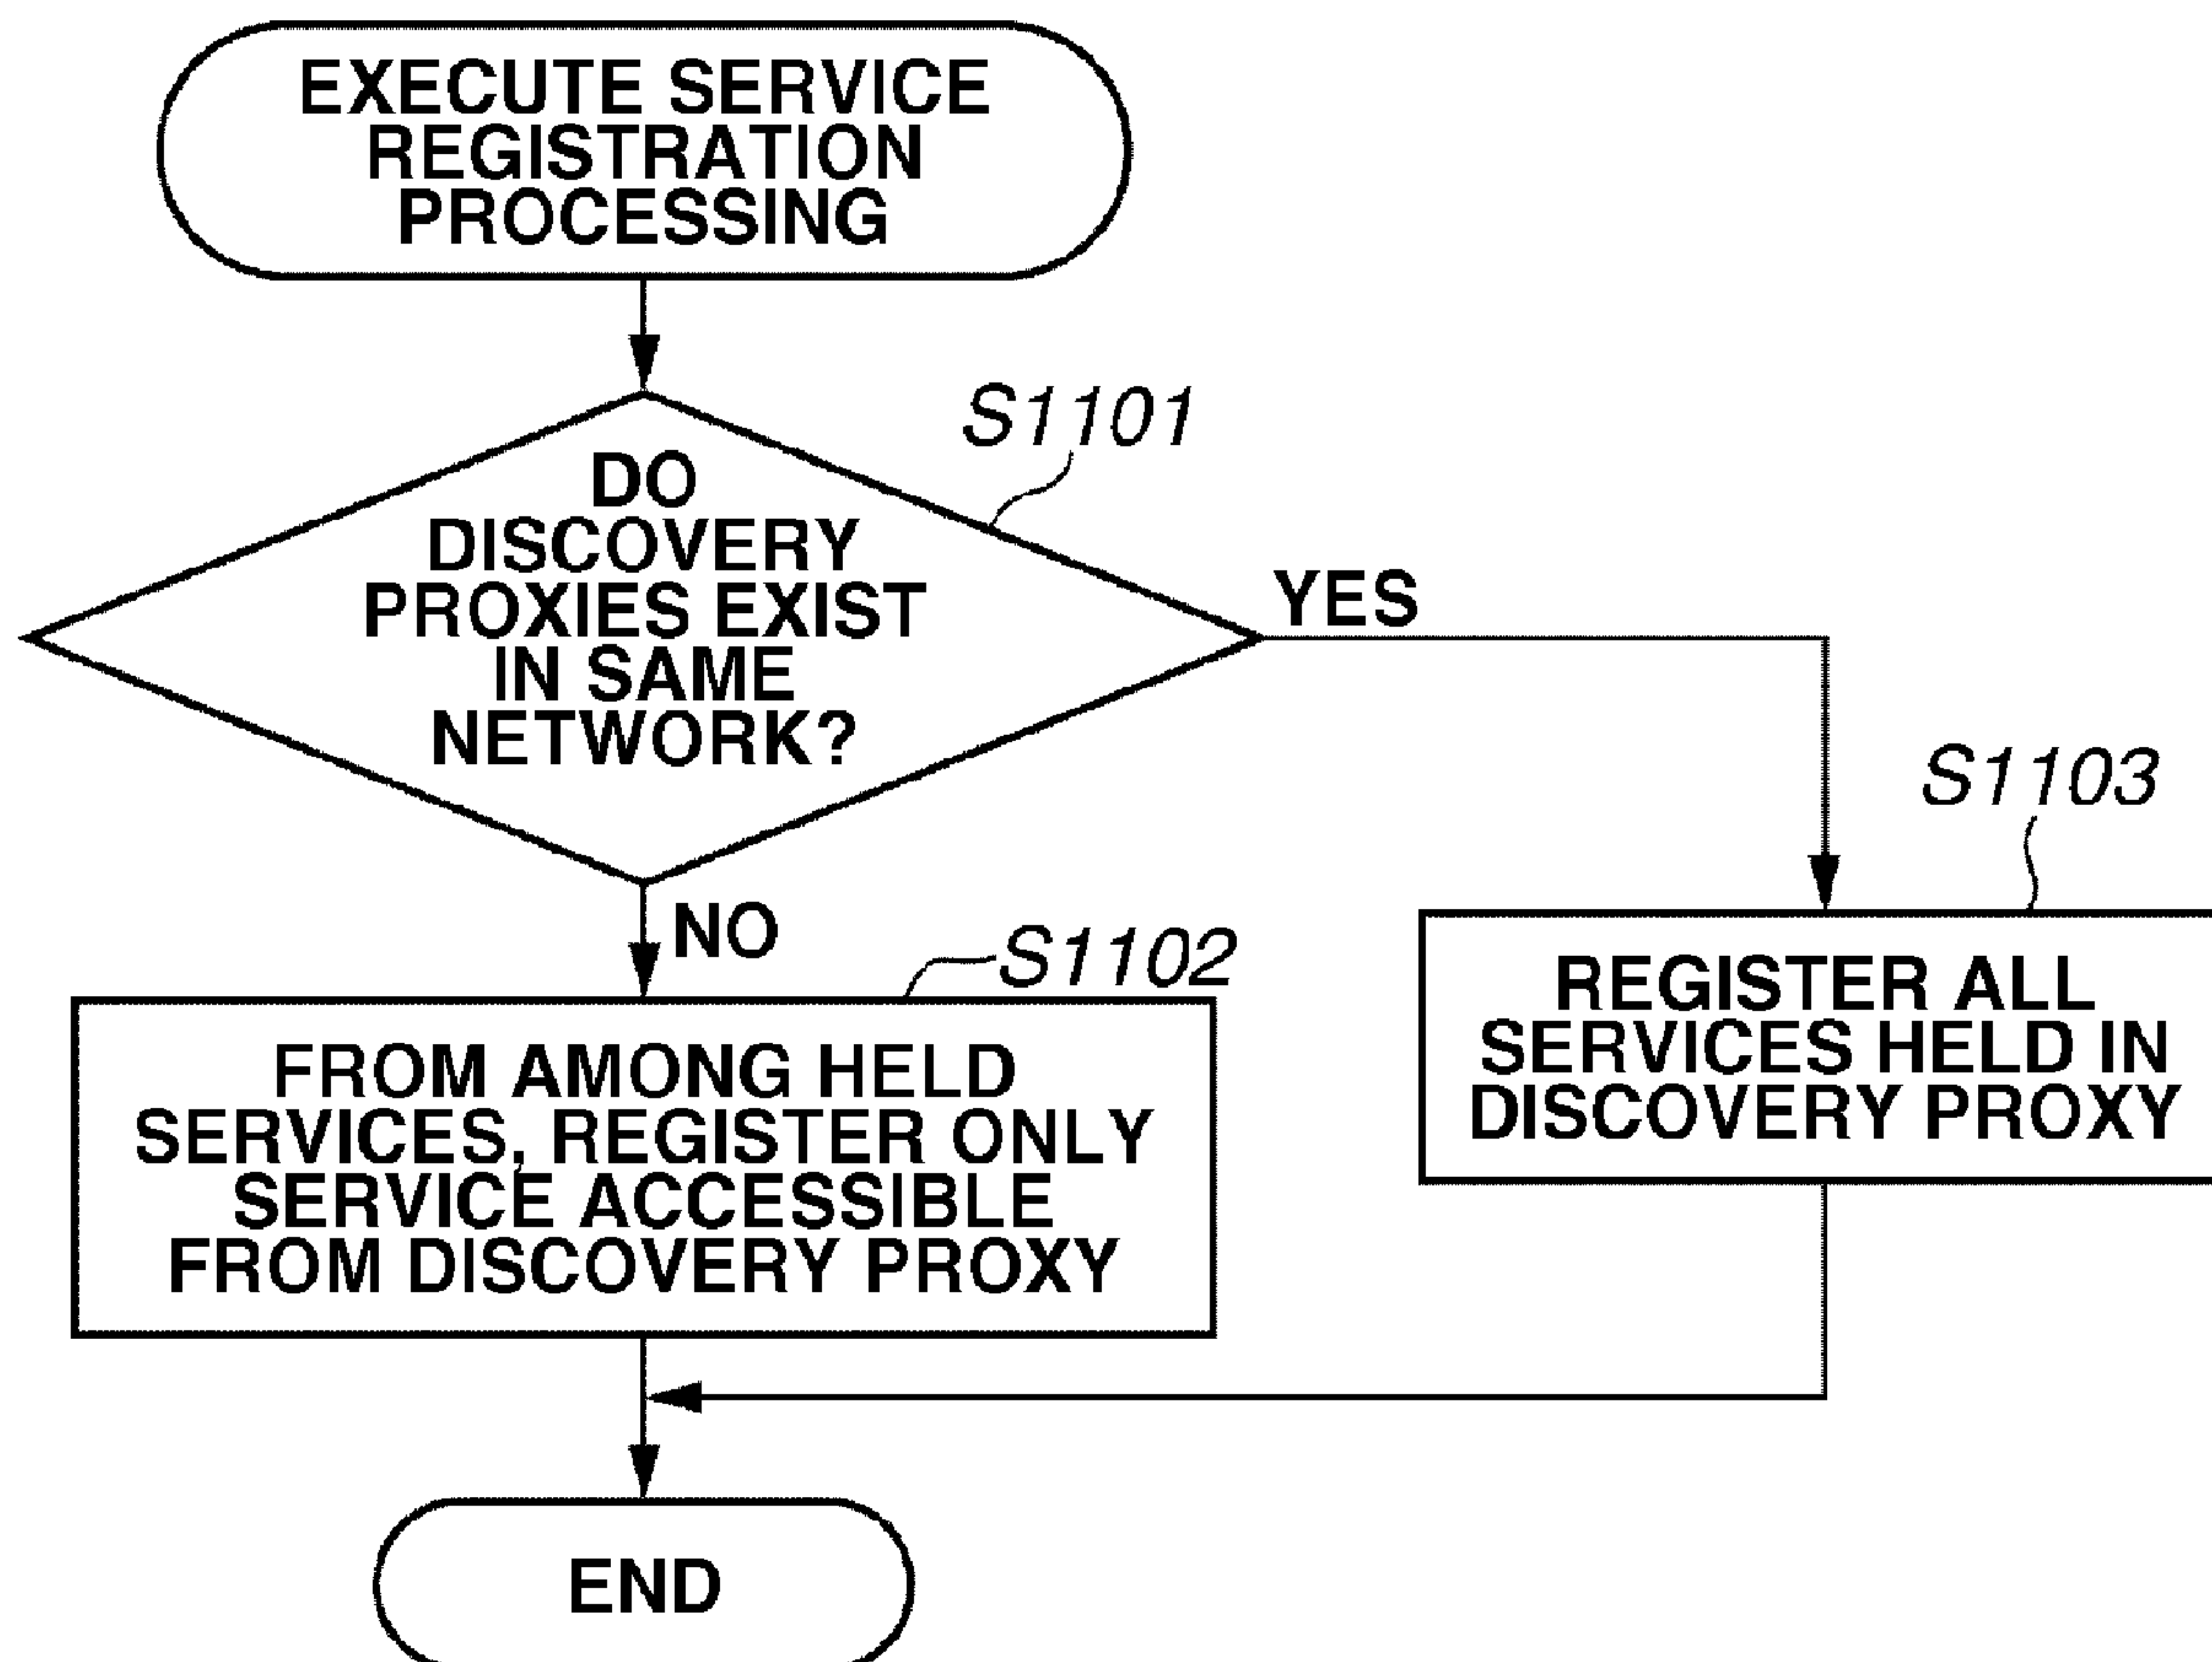 EXECUTE SERVICE
REGISTRATION
PROCESSING
S1101
DO
DISCOVERY
PROXIES EXIST
IN SAME
NETWORK?
YES
NO
S1102
FROM AMONG HELD
SERVICES, REGISTER ONLY
SERVICE ACCESSIBLE
FROM DISCOVERY PROXY
S1103
REGISTER ALL
SERVICES HELD IN
DISCOVERY PROXY
END